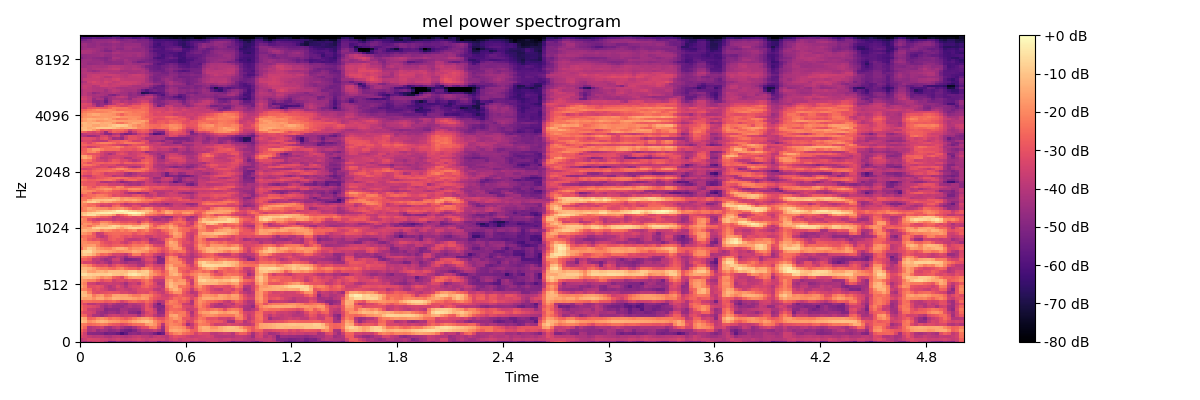 mel power spectrogram
8192
4096
2048
1024
512
0
Hz
0 0.6 1.2 1.8 2.4 3 3.6 4.2 4.8
Time
+0 dB
-10 dB
-20 dB
-30 dB
-40 dB
-50 dB
-60 dB
-70 dB
-80 dB